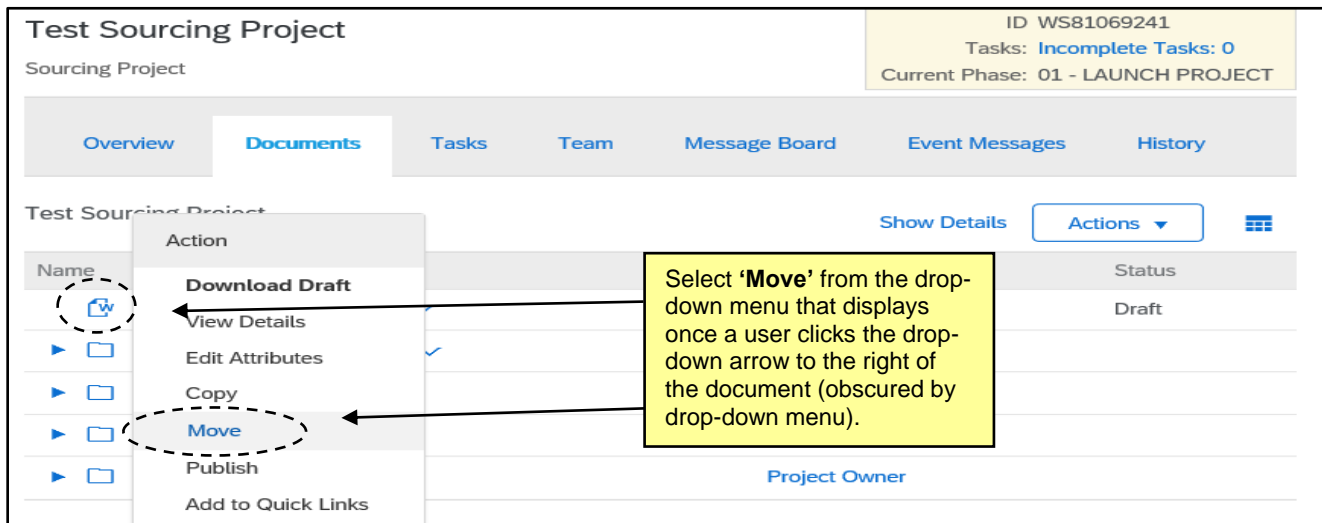 Test Sourcing Project
ID WS81069241
Tasks: Incomplete Tasks: 0
Sourcing Project
Current Phase: 01 - LAUNCH PROJECT
Overview Documents Tasks Team Message Board Event Messages History
Test Sourcing Project
Show Details Actions
Action
Name
Status
Download Draft
Draft
View Details
Edit Attributes
Copy
Move
Publish
Project Owner
Add to Quick Links
Select ‘Move’ from the drop-
down menu that displays
once a user clicks the drop-
down arrow to the right of
the document (obscured by
drop-down menu).